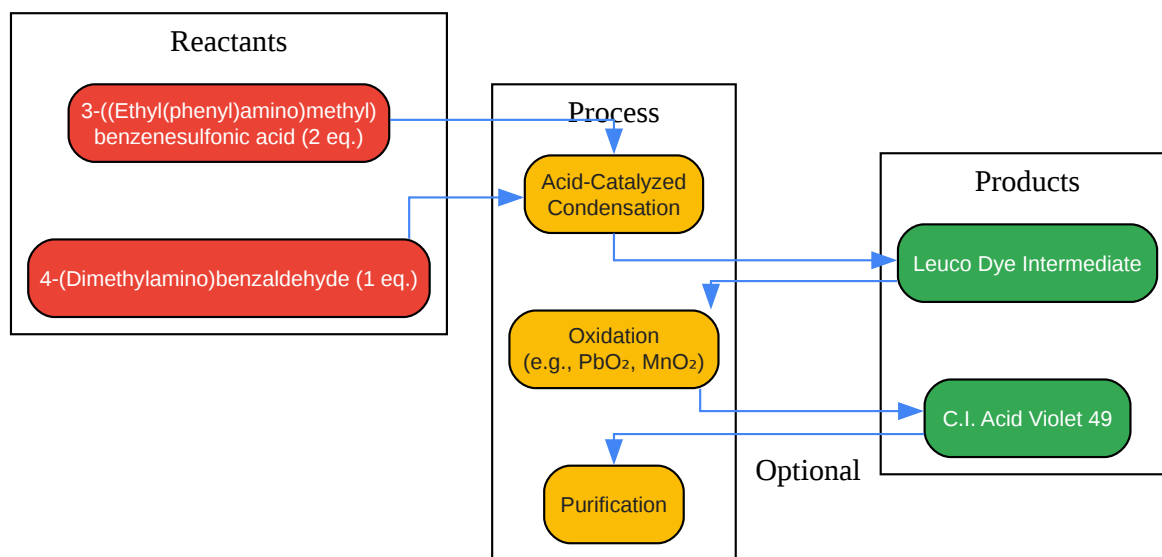 Reactants
3-((Ethyl(phenyl)amino)methyl)
benzenesulfonic acid (2 eq.)
4-(Dimethylamino)benzaldehyde (1 eq.)
Process
Acid-Catalyzed
Condensation
Oxidation
(e.g., PbO₂, MnO₂)
Purification
Optional
Products
Leuco Dye Intermediate
C.I. Acid Violet 49